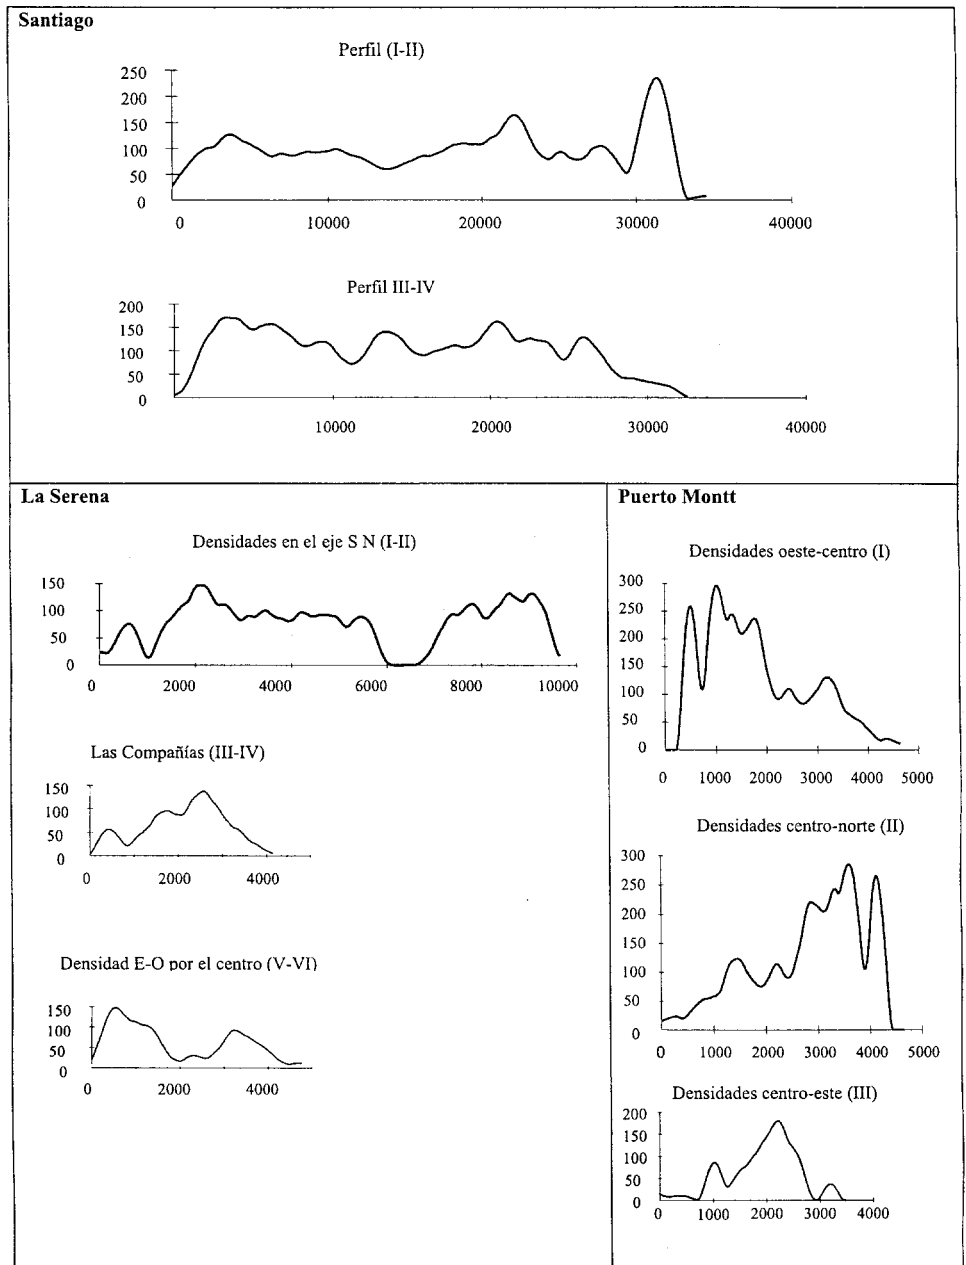 Santiago
Perfil (I-II)
250
200
150
100
50
0
0 10000 20000 30000 40000
Perfil III-IV
200
150
100
50
0
10000 20000 30000 40000
La Serena
Densidades en el eje S N (I-II)
150
100
50
0
0 2000 4000 6000 8000 10000
Las Compañías (III-IV)
150
100
50
0
0 2000 4000
Densidad E-O por el centro (V-VI)
150
100
50
0
0 2000 4000
Puerto Montt
Densidades oeste-centro (I)
300
250
200
150
100
50
0
0 1000 2000 3000 4000 5000
Densidades centro-norte (II)
300
250
200
150
100
50
0
0 1000 2000 3000 4000 5000
Densidades centro-este (III)
200
150
100
50
0
0 1000 2000 3000 4000